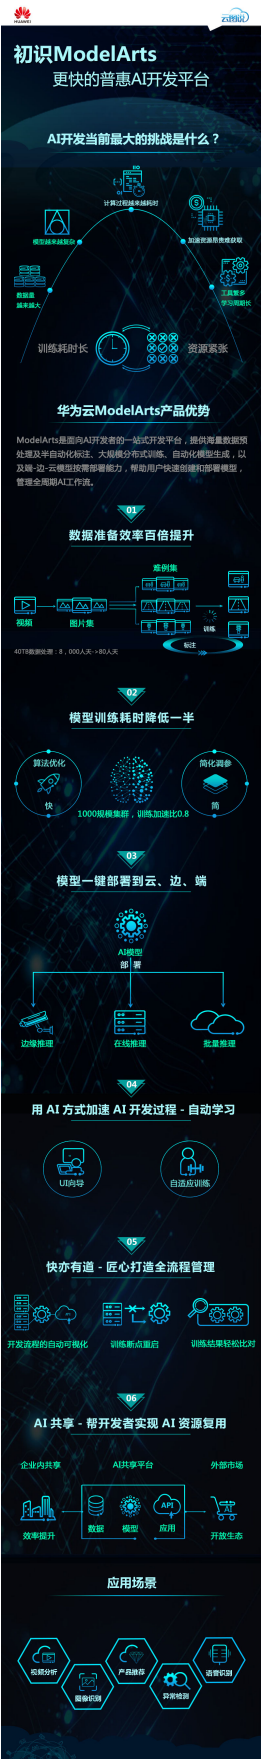 HUAWEI
云图说
初识ModelArts
更快的普惠AI开发平台
AI开发当前最大的挑战是什么？
计算过程越来越耗时
模型越来越复杂
加速资源昂贵难获取
数据量
越来越大
工具繁多
学习周期长
训练耗时长
资源紧张
华为云ModelArts产品优势
ModelArts是面向AI开发者的一站式开发平台，提供海量数据预
处理及半自动化标注、大规模分布式训练、自动化模型生成，以
及端-边-云模型按需部署能力，帮助用户快速创建和部署模型，
管理全周期AI工作流。
01
数据准备效率百倍提升
难例集
视频
图片集
训练
标注
40TB数据处理：8，000人天->80人天
02
模型训练耗时降低一半
算法优化
简化调参
快
简
1000规模集群，训练加速比0.8
03
模型一键部署到云、边、端
AI模型
部 署
边缘推理
在线推理
批量推理
04
用 AI 方式加速 AI 开发过程 - 自动学习
UI向导
自适应训练
05
快亦有道 - 匠心打造全流程管理
开发流程的自动可视化
训练断点重启
训练结果轻松比对
06
AI 共享 - 帮开发者实现 AI 资源复用
企业内共享
AI共享平台
外部市场
API
效率提升
数据
模型
应用
开放生态
应用场景
视频分析
产品推荐
语音识别
图像识别
异常检测